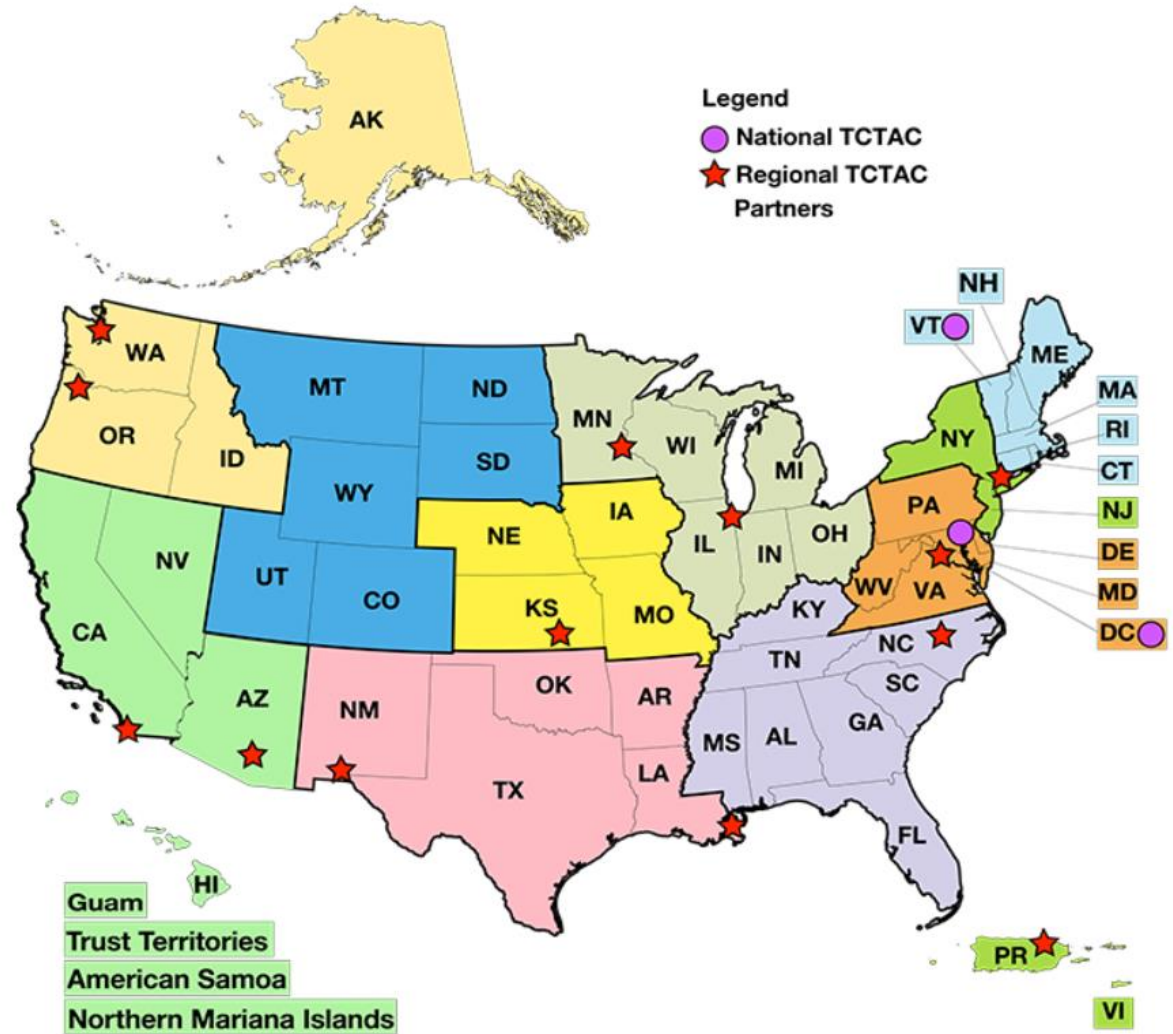 AK
Legend
National TCTAC
Regional TCTAC
Partners
NH
VT
WA
MT
ND
MN
ME
MA
OR
ID
SD
WI
MI
NY
RI
CT
WY
NE
IA
PA
NJ
NV
UT
CO
IL
IN
OH
DE
CA
KS
MO
WV
VA
MD
KY
DC
AZ
NM
OK
AR
TN
NC
SC
MS
AL
GA
TX
LA
FL
HI
Guam
Trust Territories
American Samoa
Northern Mariana Islands
PR
VI